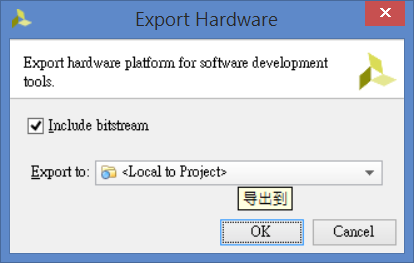 Export Hardware
Export hardware platform for software development
tools.
Include bitstream
Export to: <Local to Project>
导出到
OK Cancel